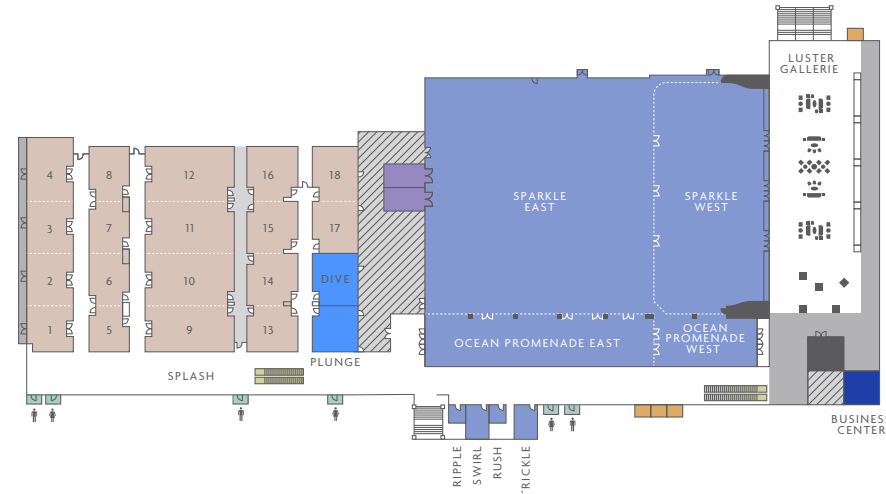 LUSTER
GALLERIE
4
8
12
16
18
SPARKLE
EAST
SPARKLE
WEST
3
7
11
15
17
2
6
10
14
DIVE
1
5
9
13
OCEAN PROMENADE EAST
OCEAN
PROMENADE
WEST
PLUNGE
SPLASH
BUSINESS
CENTER
RIPPLE
SWIRL
RUSH
TRICKLE